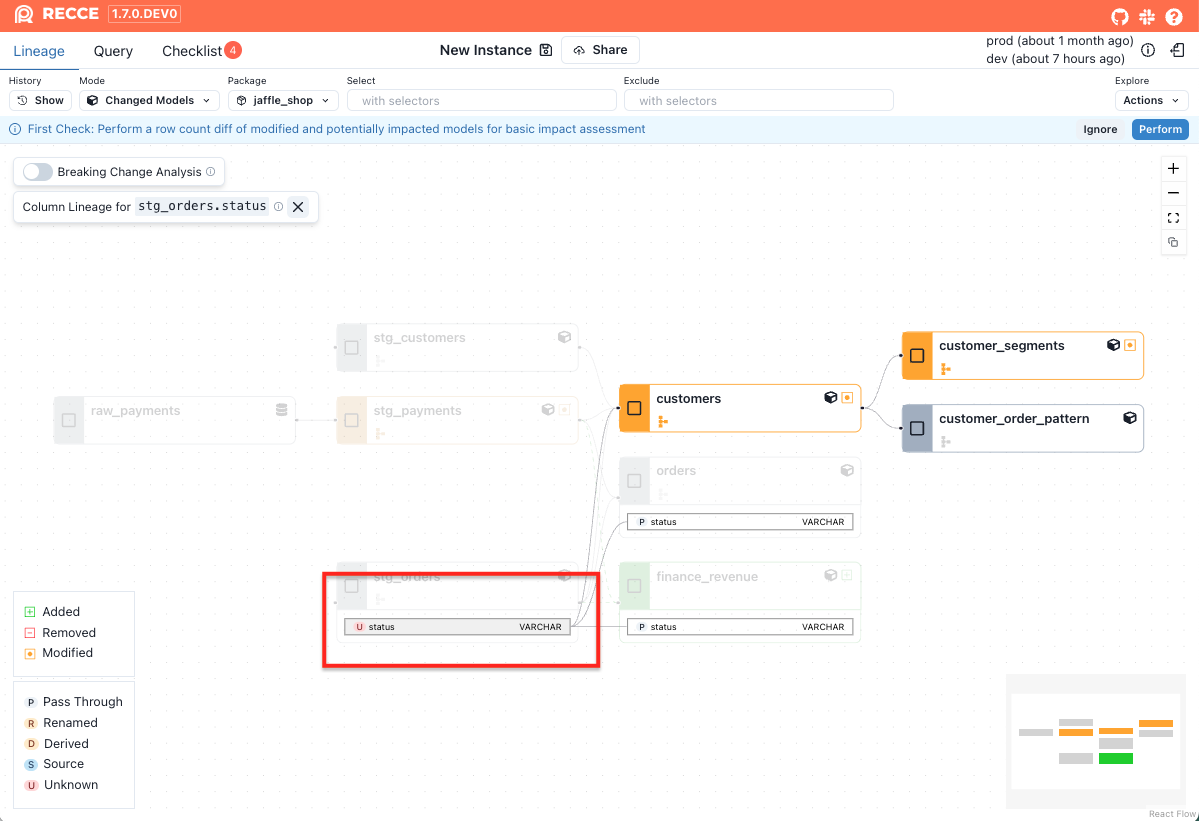 RECCE 1.7.0.DEV0
Lineage Query Checklist 4 New Instance Share prod (about 1 month ago)
dev (about 7 hours ago)
History Mode Package Select Exclude Explore
Show Changed Models jaffle_shop with selectors with selectors Actions
First Check: Perform a row count diff of modified and potentially impacted models for basic impact assessment Ignore Perform
Breaking Change Analysis
Column Lineage for stg_orders.status
stg_customers
customer_segments
customers
raw_payments
stg_payments
customer_order_pattern
orders
P status VARCHAR
stg_orders
finance_revenue
U status VARCHAR
P status VARCHAR
Added
Removed
Modified
P Pass Through
R Renamed
D Derived
S Source
U Unknown
React Flow